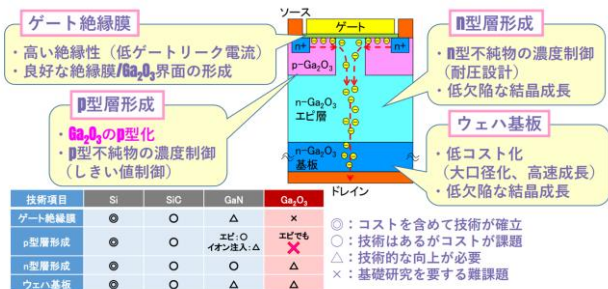 ゲート絶縁膜
・高い絶縁性（低ゲートリーク電流）
・良好な絶縁膜/Ga₂O₃界面の形成
p型層形成
・Ga₂O₃のp型化
・p型不純物の濃度制御
（しきい値制御）
ソース
ゲート
n+
n+
p-Ga₂O₃
n-Ga₂O₃
エピ層
n-Ga₂O₃
基板
ドレイン
n型層形成
・n型不純物の濃度制御
（耐圧設計）
・低欠陥な結晶成長
ウェハ基板
・低コスト化
（大口径化、高速成長）
・低欠陥な結晶成長
技術項目 Si SiC GaN Ga₂O₃
ゲート絶縁膜 ◎ ○ △ ×
p型層形成 ◎ ○ エピ：○ イオン注入：△ エピでも ×
n型層形成 ◎ ○ ○ △
ウェハ基板 ◎ ○ △ △
◎：コストを含めて技術が確立
○：技術はあるがコストが課題
△：技術的な向上が必要
×：基礎研究を要する難課題